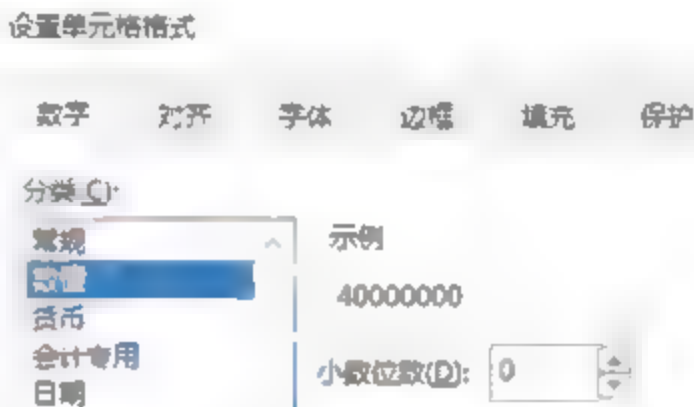 设置单元格格式
数字 对齐 字体 边框 填充 保护
分类(C):
常规
数值
货币
会计专用
日期
示例
40000000
小数位数(D): 0